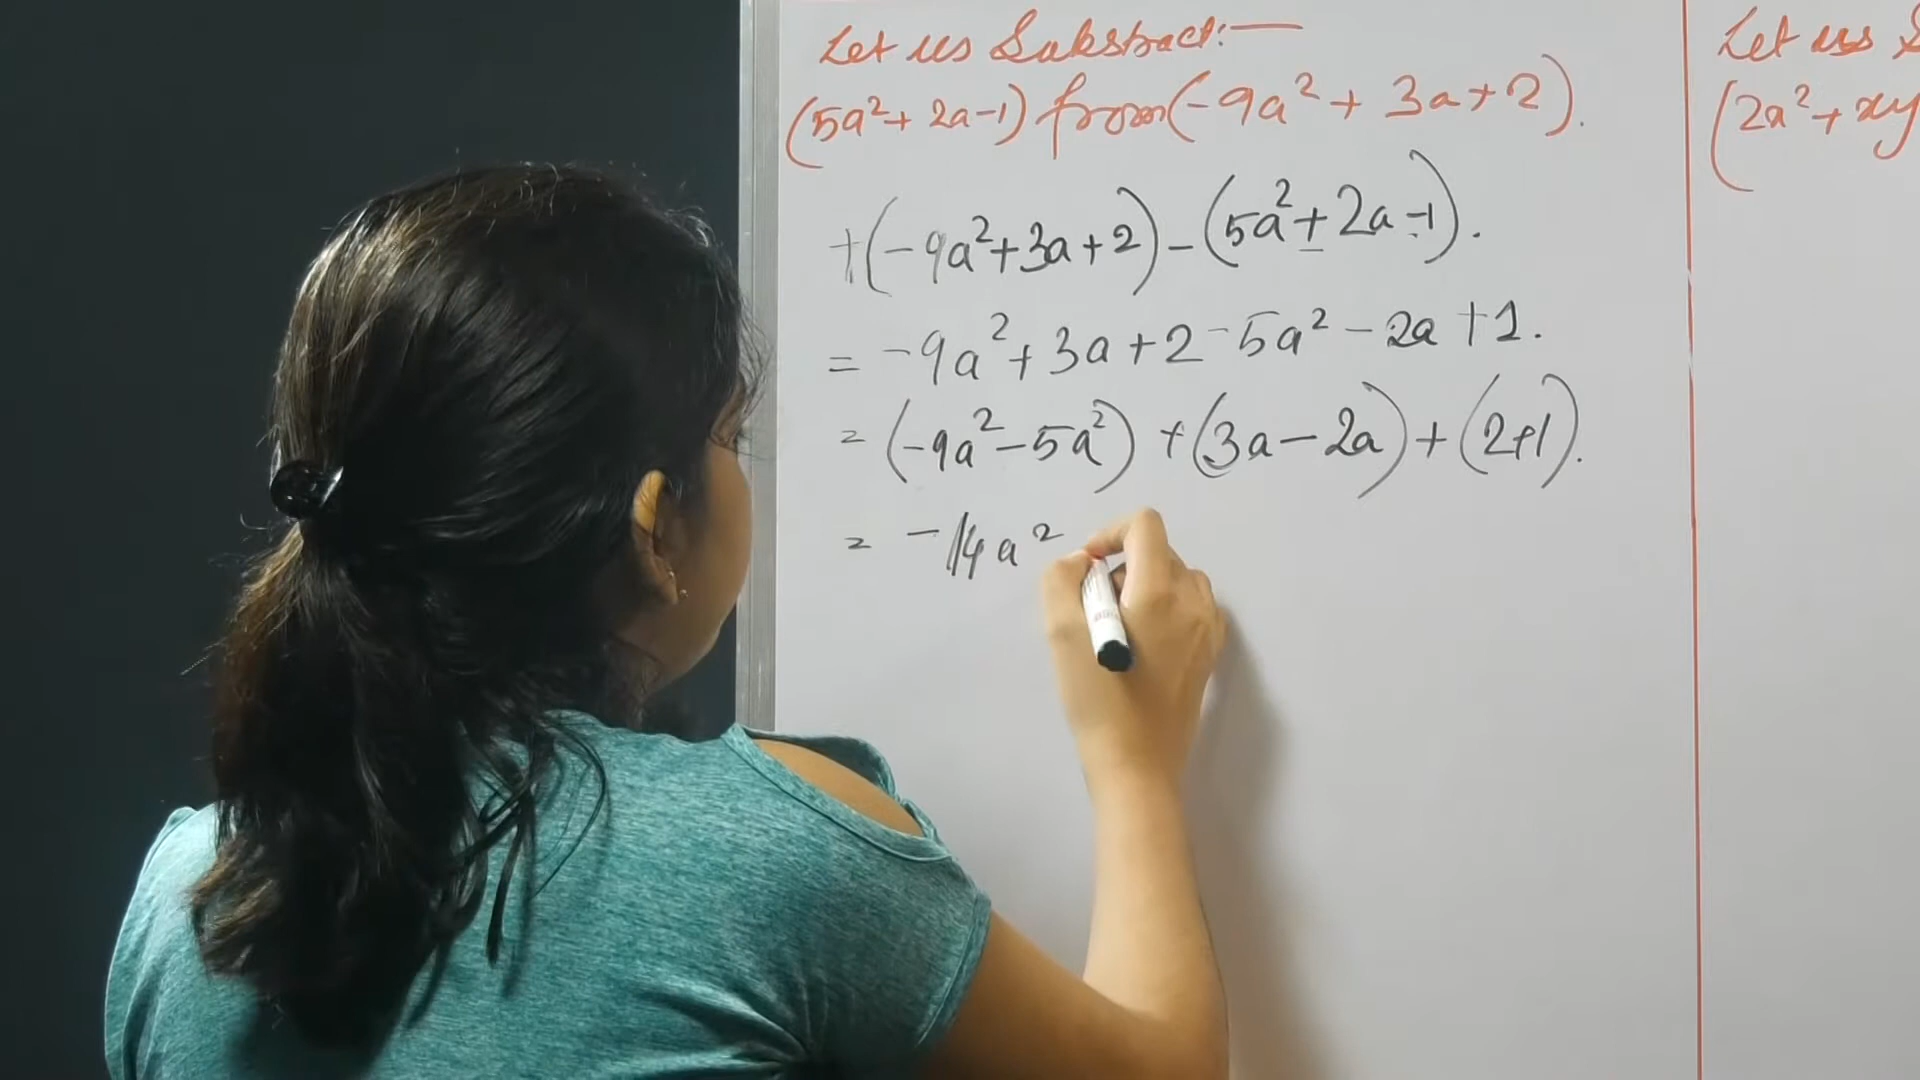 Let us Substract:—
(5a²+ 2a-1) from (-9a² + 3a+2).
+(-9a²+3a+2) - (5a²+2a-1).
= -9a²+3a+2-5a²-2a+1.
= (-9a²-5a²) + (3a-2a) + (2+1).
= -14a²
Let us
(2a²+xy